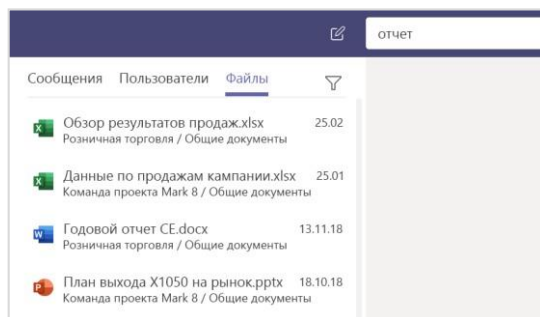 отчет
Сообщения Пользователи Файлы
Обзор результатов продаж.xlsx 25.02
Розничная торговля / Общие документы
Данные по продажам кампании.xlsx 25.01
Команда проекта Mark 8 / Общие документы
Годовой отчет CE.docx 13.11.18
Розничная торговля / Общие документы
План выхода X1050 на рынок.pptx 18.10.18
Команда проекта Mark 8 / Общие документы